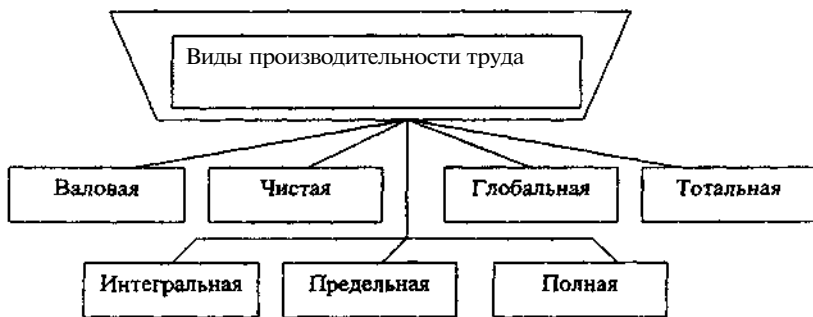 Виды производительности труда
Валовая
Чистая
Глобальная
Тотальная
Интегральная
Предельная
Полная